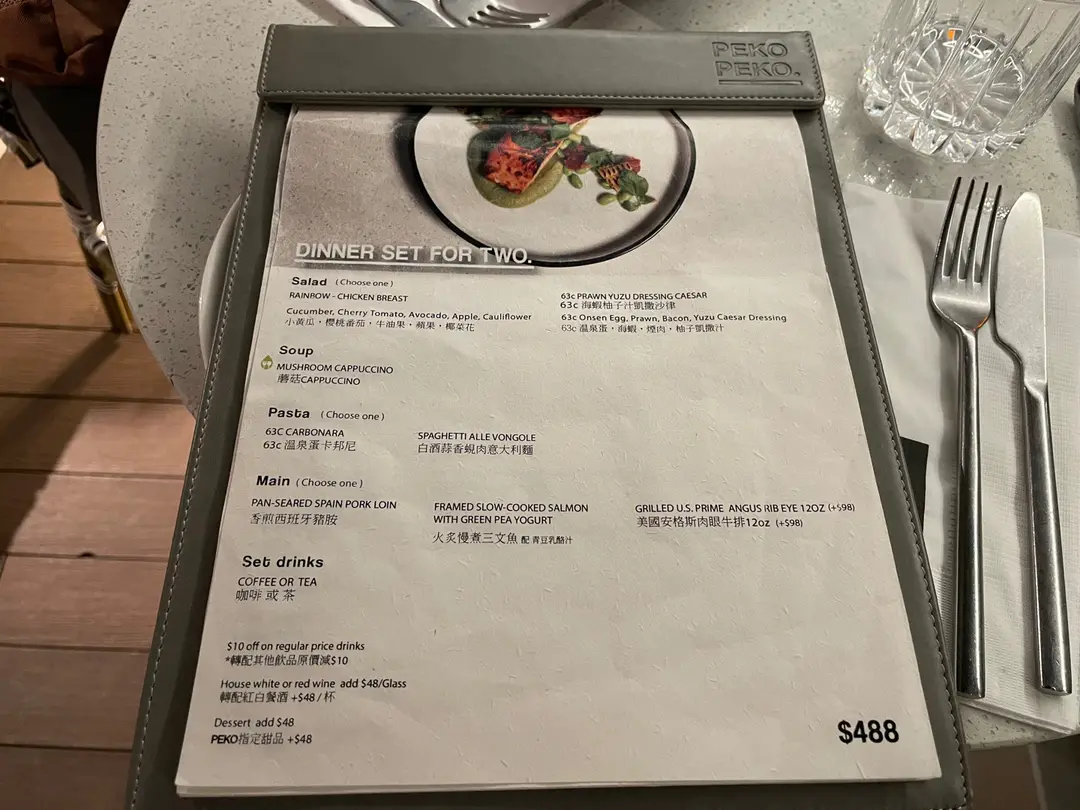 PEKO
PEKO.
DINNER SET FOR TWO.
Salad (Choose one)
RAINBOW - CHICKEN BREAST
Cucumber, Cherry Tomato, Avocado, Apple, Cauliflower
小黃瓜，櫻桃番茄，牛油果，蘋果，椰菜花
63c PRAWN YUZU DRESSING CAESAR
63c 海蝦柚子汁凱撒沙律
63c Onsen Egg, Prawn, Bacon, Yuzu Caesar Dressing
63c 溫泉蛋，海蝦，煙肉，柚子凱撒汁
Soup
MUSHROOM CAPPUCCINO
蘑菇CAPPUCCINO
Pasta (Choose one)
63C CARBONARA
63c 溫泉蛋卡邦尼
SPAGHETTI ALLE VONGOLE
白酒蒜香蜆肉意大利麵
Main (Choose one)
PAN-SEARED SPAIN PORK LOIN
香煎西班牙豬胺
FRAMED SLOW-COOKED SALMON
WITH GREEN PEA YOGURT
火炙慢煮三文魚 配 青豆乳酪汁
GRILLED U.S. PRIME ANGUS RIB EYE 12OZ (+$98)
美國安格斯肉眼牛排12oz (+$98)
Set drinks
COFFEE OR TEA
咖啡 或 茶
$10 off on regular price drinks
*轉配其他飲品原價減$10
House white or red wine add $48/Glass
轉配紅白餐酒 +$48 / 杯
Dessert add $48
PEKO指定甜品 +$48
$488